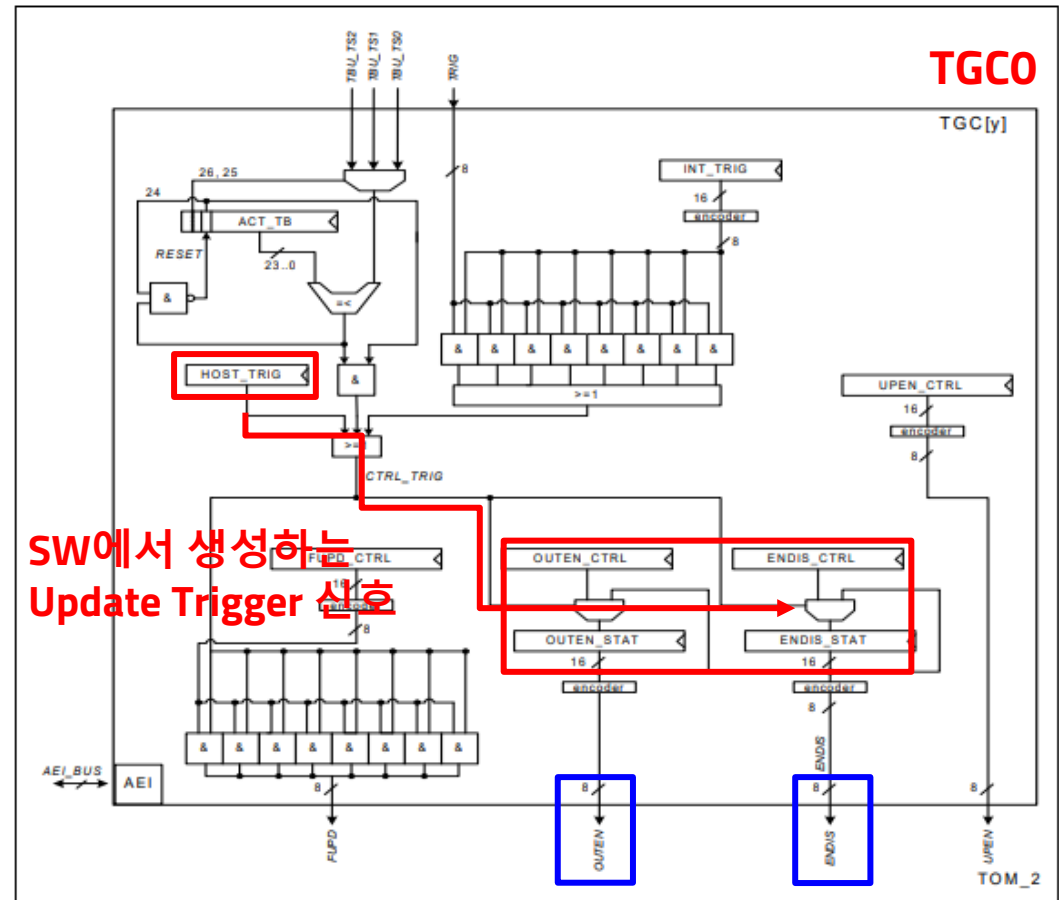 TBU_TS2
TBU_TS1
TBU_TS0
TRIG
TGC0
TGC[y]
26, 25
8
INT_TRIG
24
16
ACT_TB
encoder
RESET
8
23..0
&
=<
HOST_TRIG
&
& & & & & & & &
UPEN_CTRL
>=1
16
>=1
encoder
CTRL_TRIG
8
SW에서 생성하는
Update Trigger 신호
FUPD_CTRL
OUTEN_CTRL
ENDIS_CTRL
16
encoder
8
OUTEN_STAT
ENDIS_STAT
16
16
encoder
encoder
8
& & & & & & & &
ENDIS
AEI_BUS
AEI
8
8
8
8
FUPD
OUTEN
ENDIS
UPEN
TOM_2